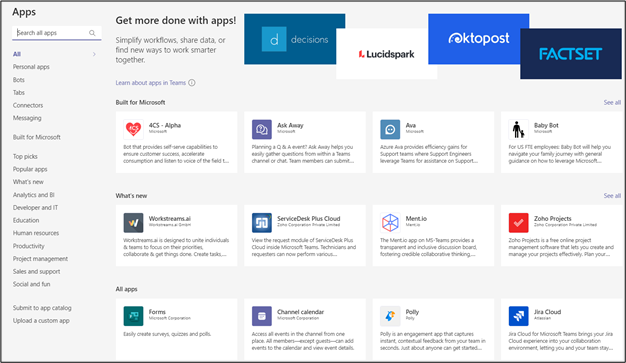 Apps
Search all apps
All
Personal apps
Bots
Tabs
Connectors
Messaging
Built for Microsoft
Top picks
Popular apps
What's new
Analytics and BI
Developer and IT
Education
Human resources
Productivity
Project management
Sales and support
Social and fun
Submit to app catalog
Upload a custom app
Get more done with apps!
Simplify workflows, share data, or
find new ways to work smarter
together.
Learn about apps in Teams
d decisions
Lucidspark
oktopost
FACTSET
Built for Microsoft
See all
4CS - Alpha
Microsoft
Bot that provides self-serve capabilities to
ensure customer success, accelerate
consumption and listen to voice of the field t...
Ask Away
Microsoft
Planning a Q & A event? Ask Away helps you
easily gather questions from within a Teams
channel or chat. Team members can submit...
Ava
Microsoft
Azure Ava provides efficiency gains for
Support teams where Support Engineers
leverage Teams for assistance on Support...
Baby Bot
Microsoft
For US FTE employees: Baby Bot will help you
navigate your family journey with general
guidance on how to leverage Microsoft...
What's new
See all
Workstreams.ai
Workstreams.ai GmbH
Workstreams.ai is designed to unite individuals
& teams to focus on their priorities,
collaborate & get things done. Create tasks,...
ServiceDesk Plus Cloud
Zoho Corporation Private Limited
View the request module of ServiceDesk Plus
Cloud inside Microsoft Teams. Technicians and
requesters can now perform various...
Ment.io
Ment.io
The Ment.io app on MS-Teams provides a
transparent and inclusive discussion board,
fostering credible collaborative thinking,...
Zoho Projects
Zoho Corporation Private Limited
Zoho Projects is a free online project
management software that lets you create and
manage your projects effectively. Plan your...
All apps
Forms
Microsoft Corporation
Easily create surveys, quizzes and polls.
Channel calendar
Microsoft Corporation
Access all events in the channel from one
place. All members—except guests—can add
events to the calendar and view event details.
Polly
Polly
Polly is an engagement app that captures
instant, contextual feedback from your team in
seconds. Just about anyone can get started...
Jira Cloud
Atlassian
Jira Cloud for Microsoft Teams brings your Jira
Cloud experience into your collaboration
environment, letting you and your team stay...